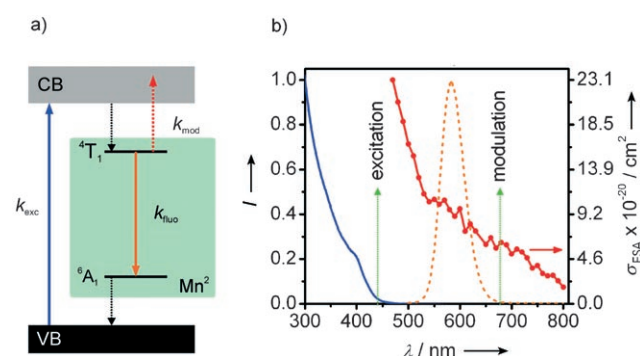 a)
CB
k_mod
⁴T₁
k_exc
k_fluo
⁶A₁
Mn²
VB
b)
1.0
0.8
0.6
0.4
0.2
0.0
I →
excitation
modulation
23.1
18.5
13.9
9.2
4.6
0.0
σ_ESA x 10⁻²⁰ / cm² →
300 400 500 600 700 800
λ / nm →